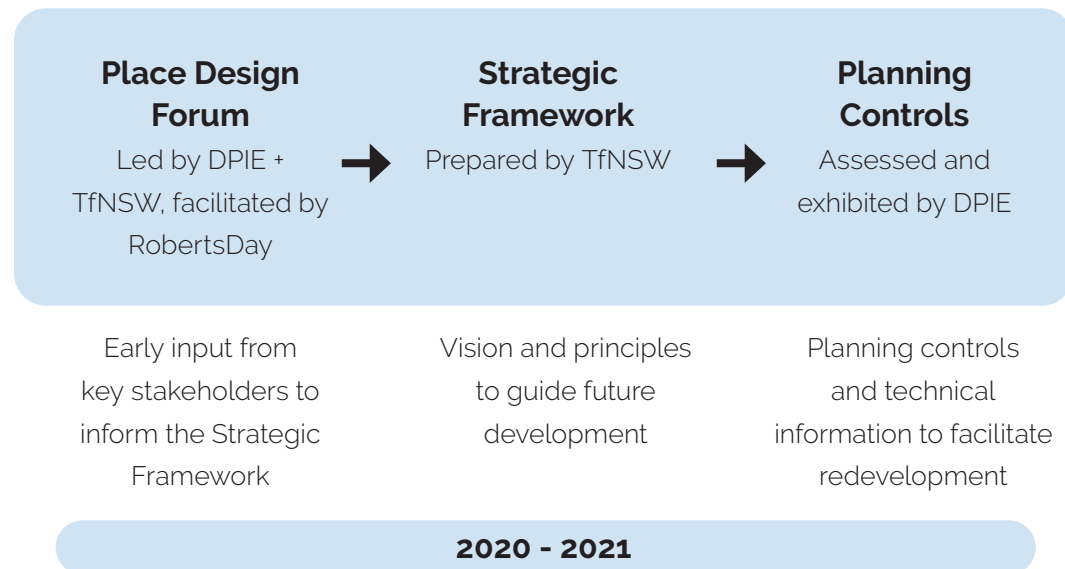 Place Design
Forum
Led by DPIE +
TfNSW, facilitated by
RobertsDay
Strategic
Framework
Prepared by TfNSW
Planning
Controls
Assessed and
exhibited by DPIE
Early input from
key stakeholders to
inform the Strategic
Framework
Vision and principles
to guide future
development
Planning controls
and technical
information to facilitate
redevelopment
2020 - 2021